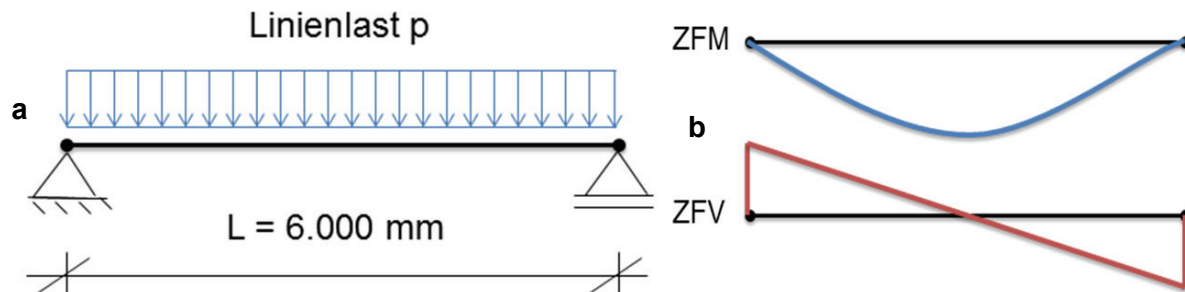 Linienlast p
a
L = 6.000 mm
ZFM
b
ZFV